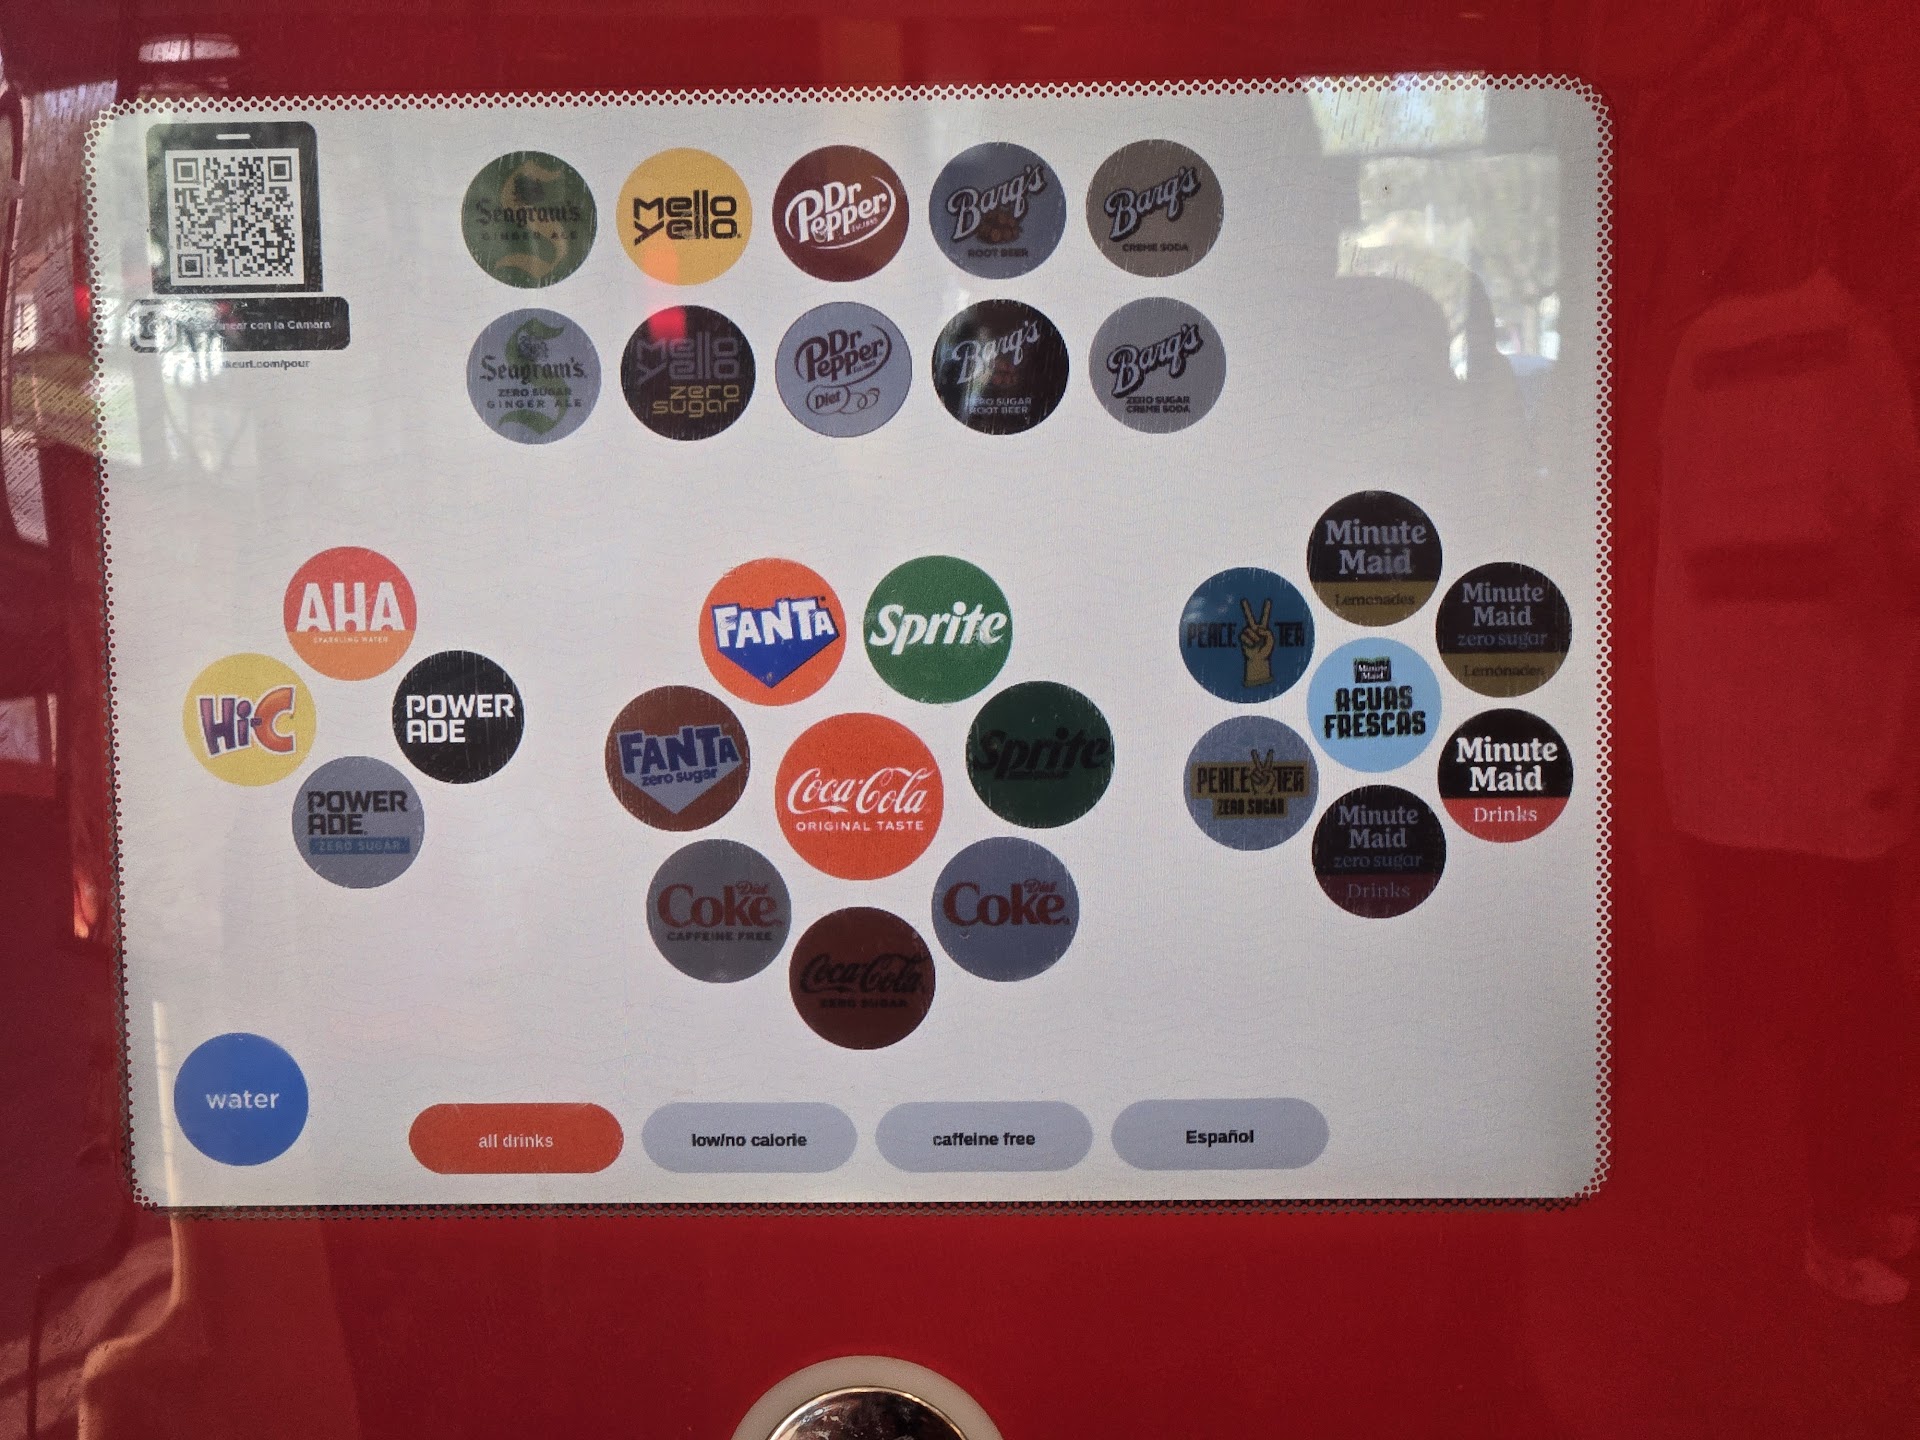 Seagram's
GINGER ALE
Mello
Yello
Dr
Pepper
Barq's
ROOT BEER
Barq's
CREME SODA
con la Cámara
Seagram's
ZERO SUGAR
GINGER ALE
Mello
Yello
zero
sugar
Dr
Pepper
Diet
Barq's
ZERO SUGAR
ROOT BEER
Barq's
ZERO SUGAR
CREME SODA
AHA
SPARKLING WATER
Hi-C
POWER
ADE
POWER
ADE
ZERO SUGAR
FANTA
Sprite
FANTA
zero sugar
Coca-Cola
ORIGINAL TASTE
Sprite
Diet
Coke
CAFFEINE FREE
Diet
Coke
Coca-Cola
ZERO SUGAR
Minute
Maid
Lemonades
PEACE TEA
Minute
Maid
zero sugar
Lemonades
Minute
Maid
AGUAS
FRESCAS
PEACE TEA
ZERO SUGAR
Minute
Maid
Drinks
Minute
Maid
zero sugar
Drinks
water
all drinks
low/no calorie
caffeine free
Español